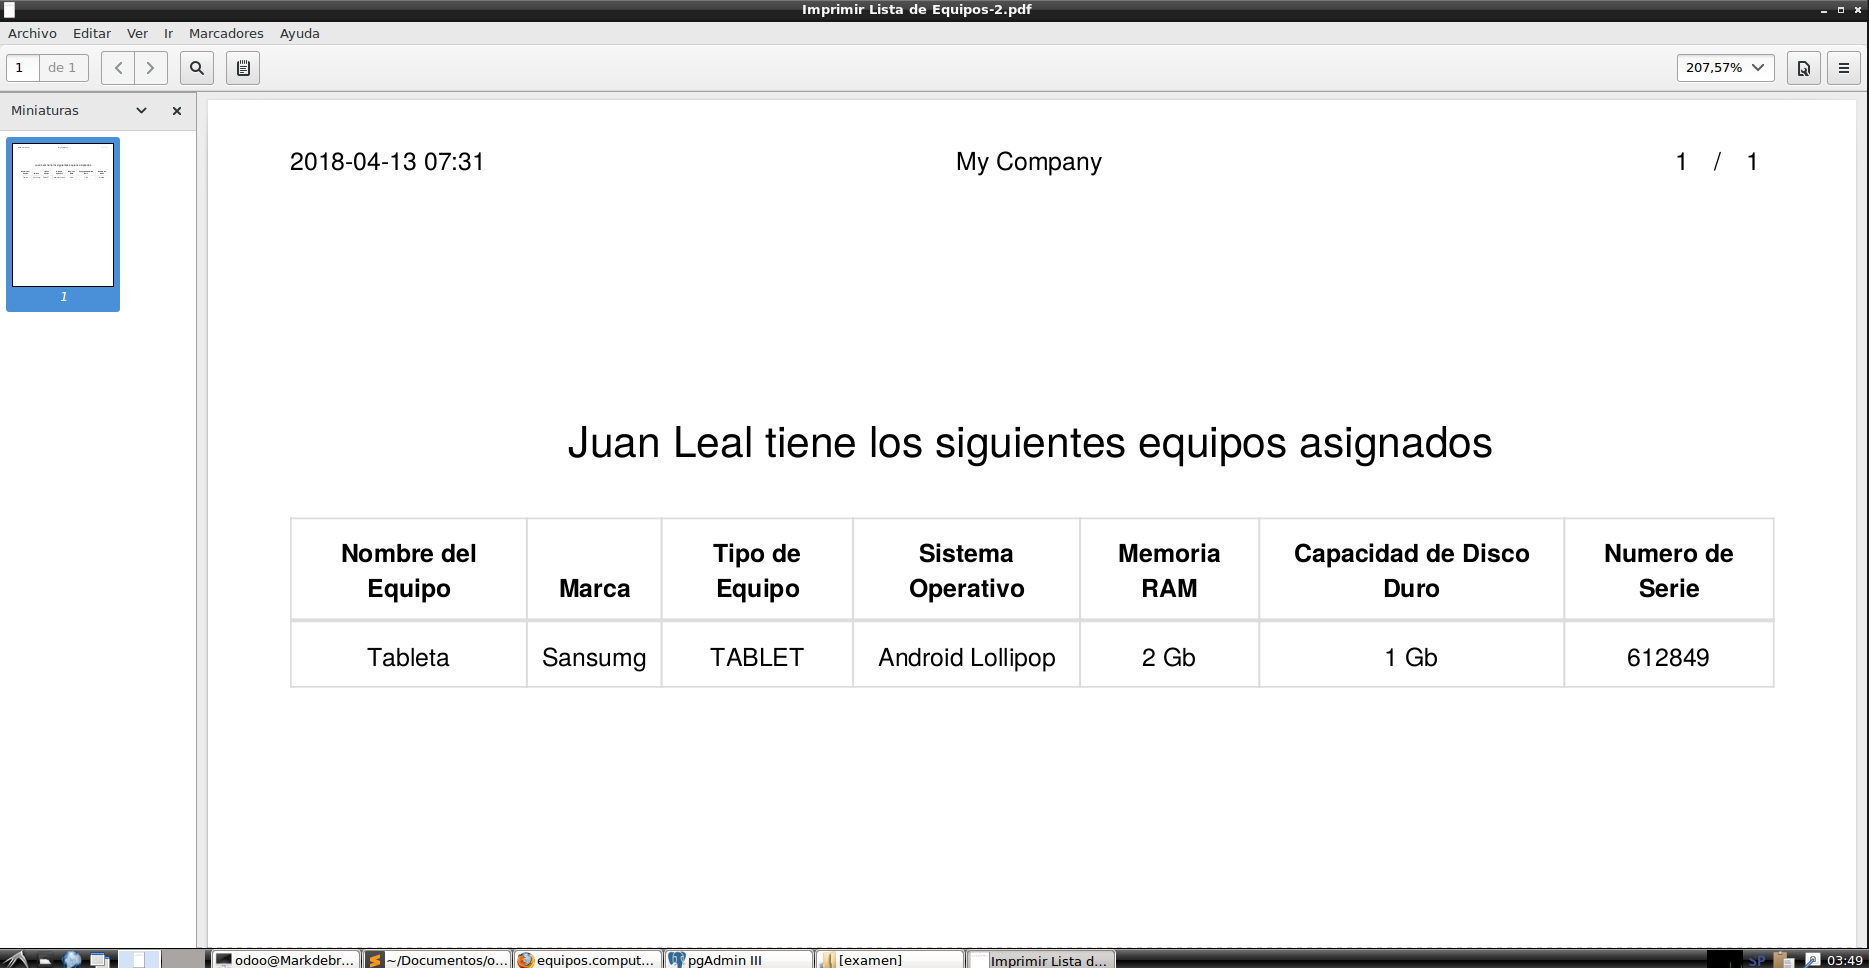 Imprimir Lista de Equipos-2.pdf
Archivo Editar Ver Ir Marcadores Ayuda
1 de 1 207,57%
Miniaturas
1
2018-04-13 07:31 My Company 1 / 1
Juan Leal tiene los siguientes equipos asignados
Nombre del Equipo Marca Tipo de Equipo Sistema Operativo Memoria RAM Capacidad de Disco Duro Numero de Serie
Tableta Sansumg TABLET Android Lollipop 2 Gb 1 Gb 612849
odoo@Markdebr... ~/Documentos/o... equipos.comput... pgAdmin III [examen] Imprimir Lista d... SP 03:49